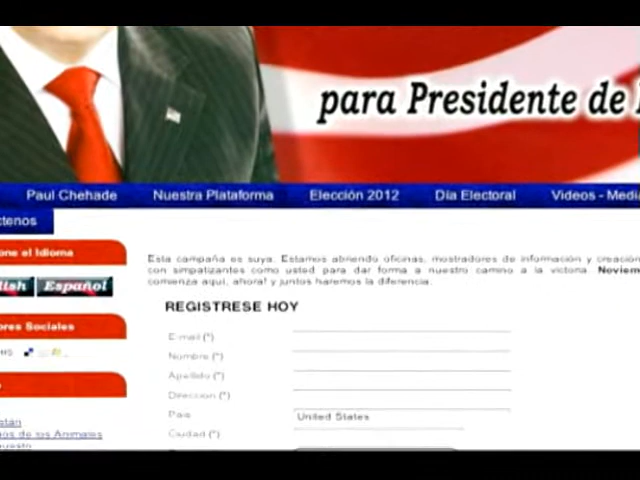 para Presidente de
Paul Chehade Nuestra Plataforma Elección 2012 Día Electoral Videos - Media
ctenos
one el Idioma
lish Español
ores Sociales
Esta campaña es suya. Estamos abriendo oficinas, mostradores de información y creación
con simpatizantes como usted para dar forma a nuestro camino a la victoria. Noviem
comienza aquí, ahora! y juntos haremos la diferencia.
REGISTRESE HOY
E-mail (*)
Nombre (*)
Apellido (*)
Direccion (*)
Pais United States
Ciudad (*)
os de los Animales